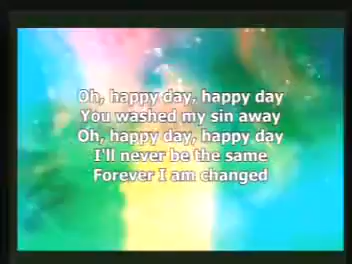 Oh, happy day, happy day
You washed my sin away
Oh, happy day, happy day
I'll never be the same
Forever I am changed